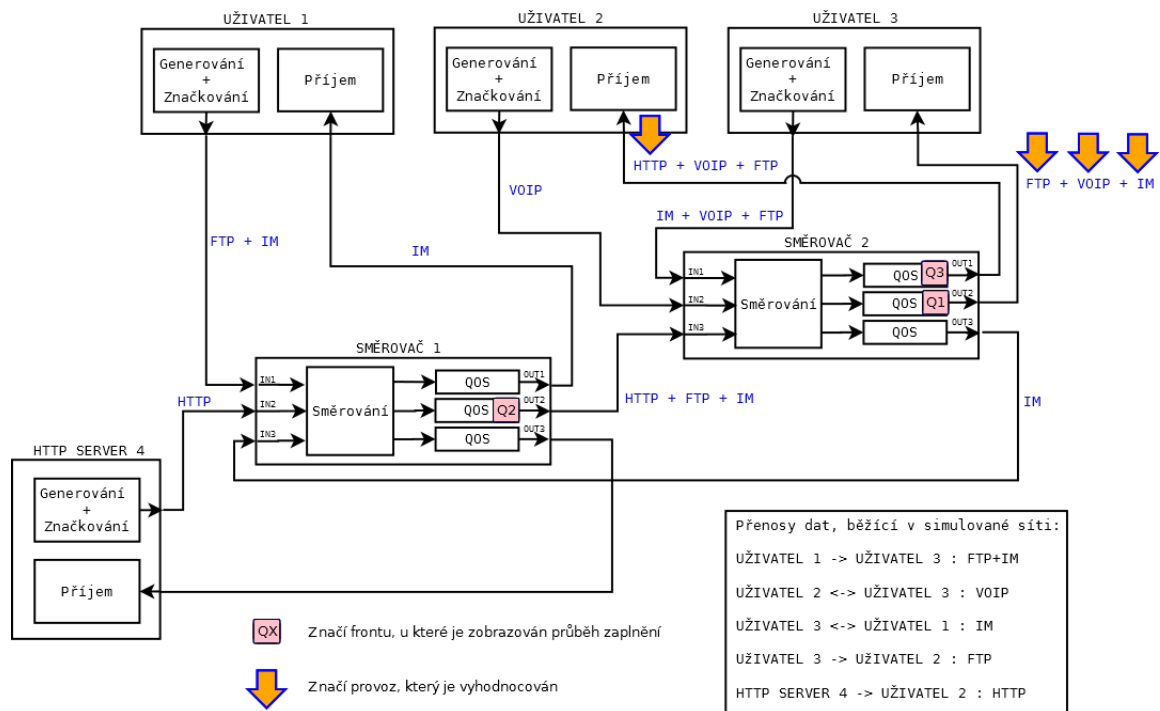 UŽIVATEL 1
UŽIVATEL 2
UŽIVATEL 3
Generování
+
Značkování
Příjem
Generování
+
Značkování
Příjem
Generování
+
Značkování
Příjem
HTTP + VOIP + FTP
FTP + VOIP + IM
VOIP
IM + VOIP + FTP
FTP + IM
IM
SMĚROVAČ 2
IN1
IN2
IN3
Směrování
QOS
Q3
OUT1
QOS
Q1
OUT2
QOS
OUT3
SMĚROVAČ 1
IN1
IN2
IN3
Směrování
QOS
OUT1
QOS
Q2
OUT2
QOS
OUT3
HTTP
HTTP + FTP + IM
IM
HTTP SERVER 4
Generování
+
Značkování
Příjem
QX
Značí frontu, u které je zobrazován průběh zaplnění
Značí provoz, který je vyhodnocován
Přenosy dat, běžící v simulované síti:
UŽIVATEL 1 -> UŽIVATEL 3 : FTP+IM
UŽIVATEL 2 <-> UŽIVATEL 3 : VOIP
UŽIVATEL 3 <-> UŽIVATEL 1 : IM
UžIVATEL 3 -> UžIVATEL 2 : FTP
HTTP SERVER 4 -> UŽIVATEL 2 : HTTP